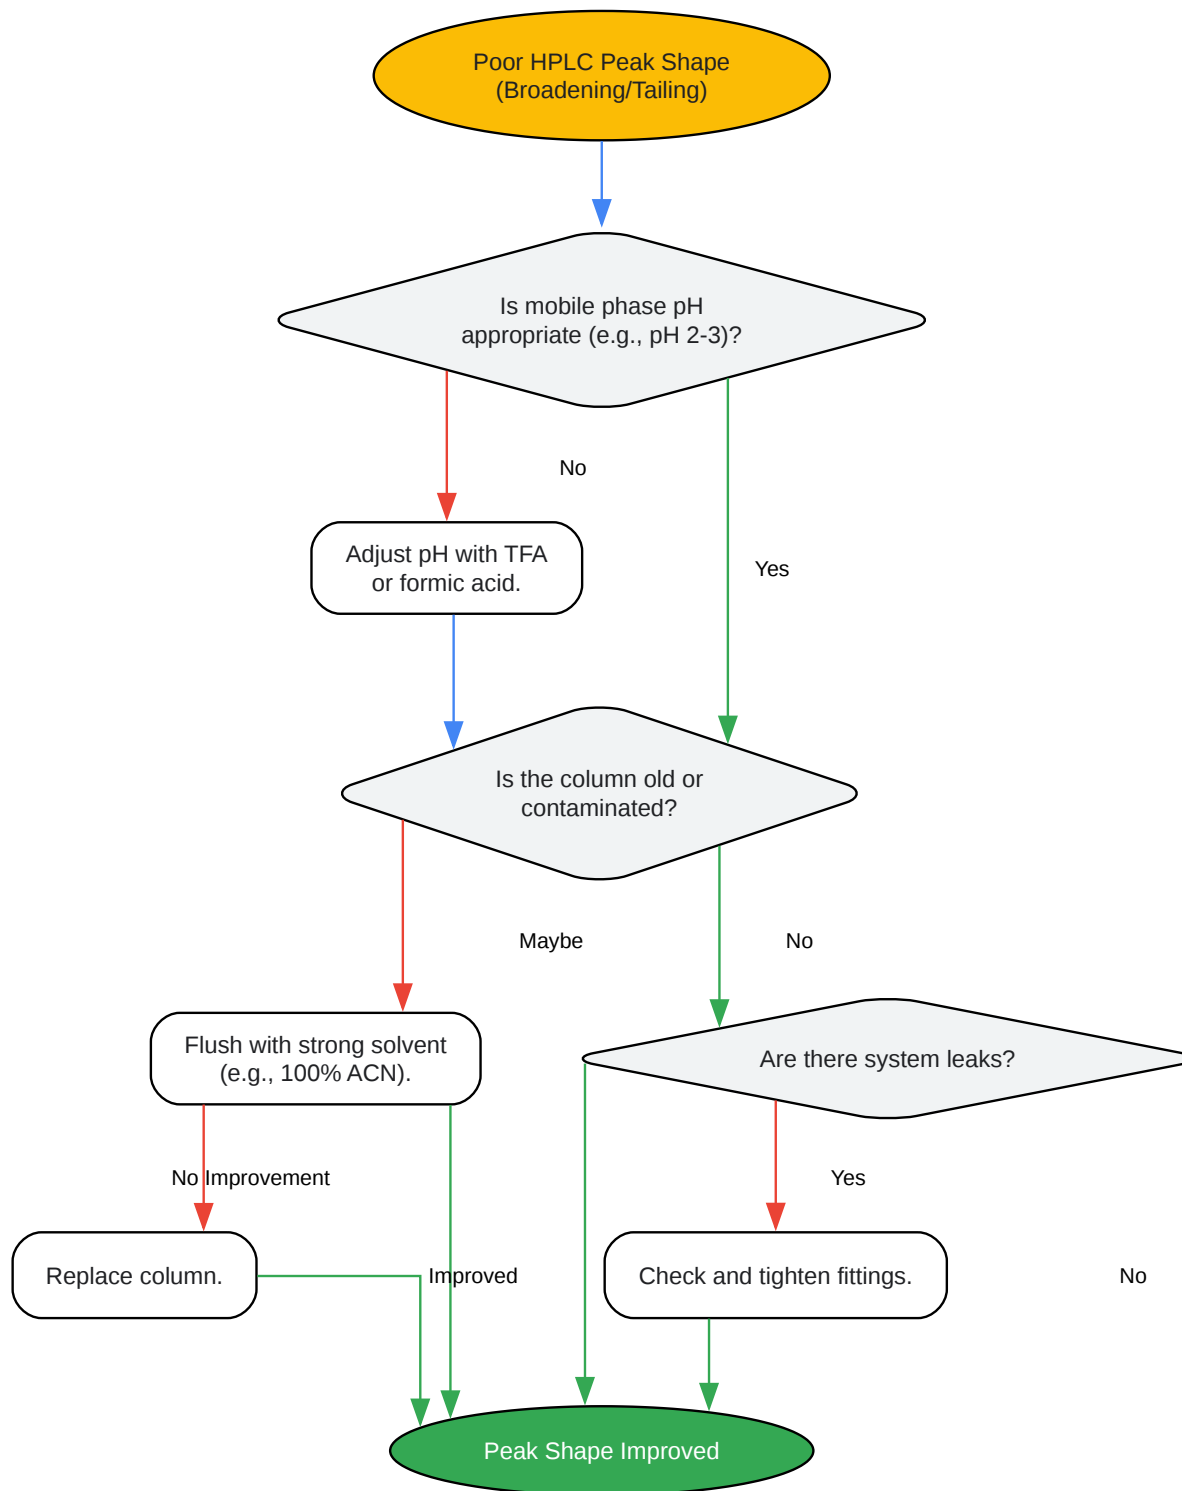 Poor HPLC Peak Shape
(Broadening/Tailing)
Is mobile phase pH
appropriate (e.g., pH 2-3)?
No
Adjust pH with TFA
or formic acid.
Yes
Is the column old or
contaminated?
Maybe
No
Flush with strong solvent
(e.g., 100% ACN).
Are there system leaks?
No Improvement
Yes
Replace column.
Improved
Check and tighten fittings.
No
Peak Shape Improved